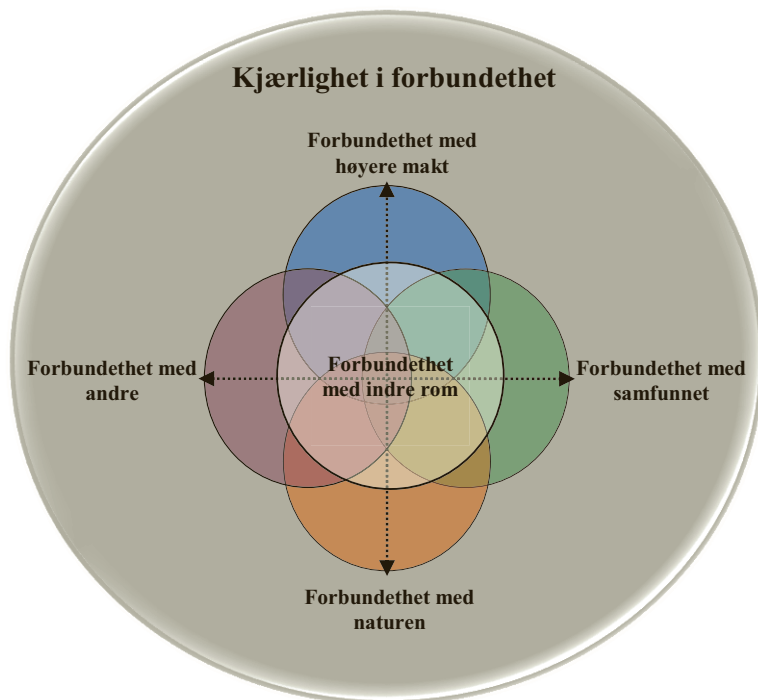 Kjærlighet i forbundethet
Forbundethet med
høyere makt
Forbundethet med
andre
Forbundethet
med indre rom
Forbundethet med
samfunnet
Forbundethet med
naturen